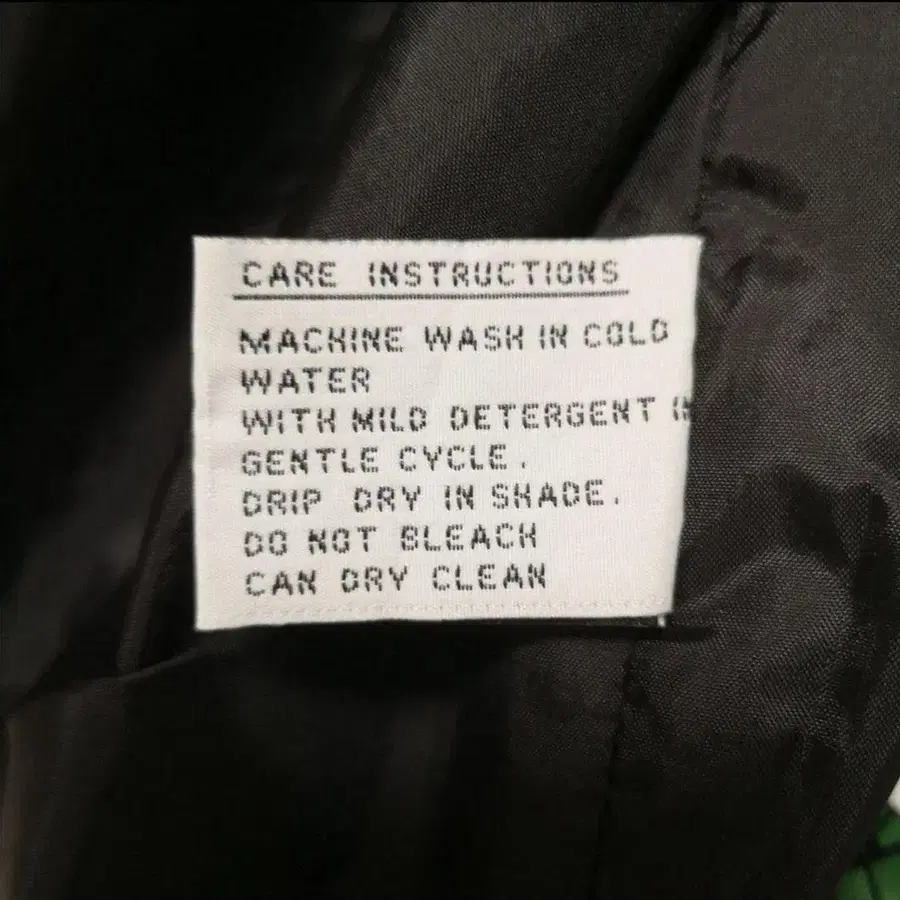 CARE INSTRUCTIONS
MACHINE WASH IN COLD
WATER
WITH MILD DETERGENT IN
GENTLE CYCLE.
DRIP DRY IN SHADE.
DO NOT BLEACH
CAN DRY CLEAN